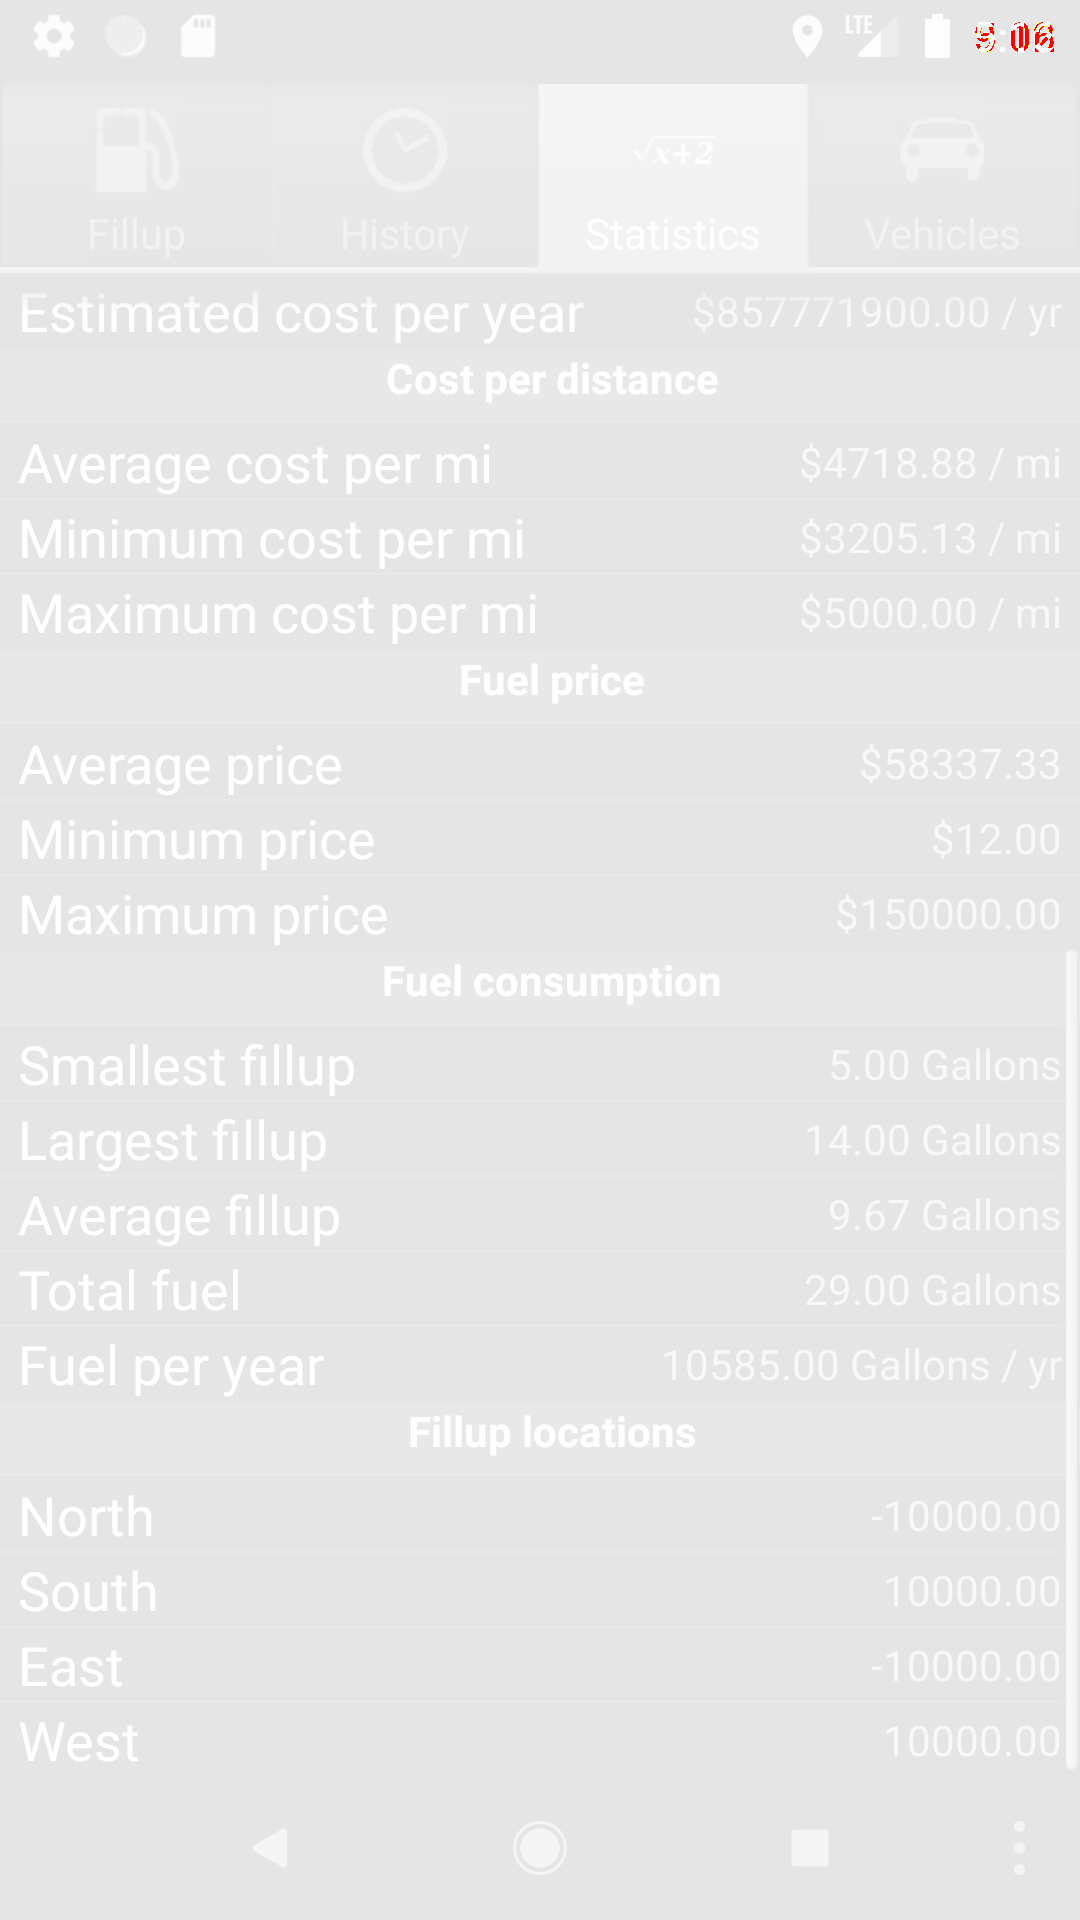 LTE
Fillup History √x+2 Statistics Vehicles
Estimated cost per year $857771900.00 / yr
Cost per distance
Average cost per mi $4718.88 / mi
Minimum cost per mi $3205.13 / mi
Maximum cost per mi $5000.00 / mi
Fuel price
Average price $58337.33
Minimum price $12.00
Maximum price $150000.00
Fuel consumption
Smallest fillup 5.00 Gallons
Largest fillup 14.00 Gallons
Average fillup 9.67 Gallons
Total fuel 29.00 Gallons
Fuel per year 10585.00 Gallons / yr
Fillup locations
North -10000.00
South 10000.00
East -10000.00
West 10000.00